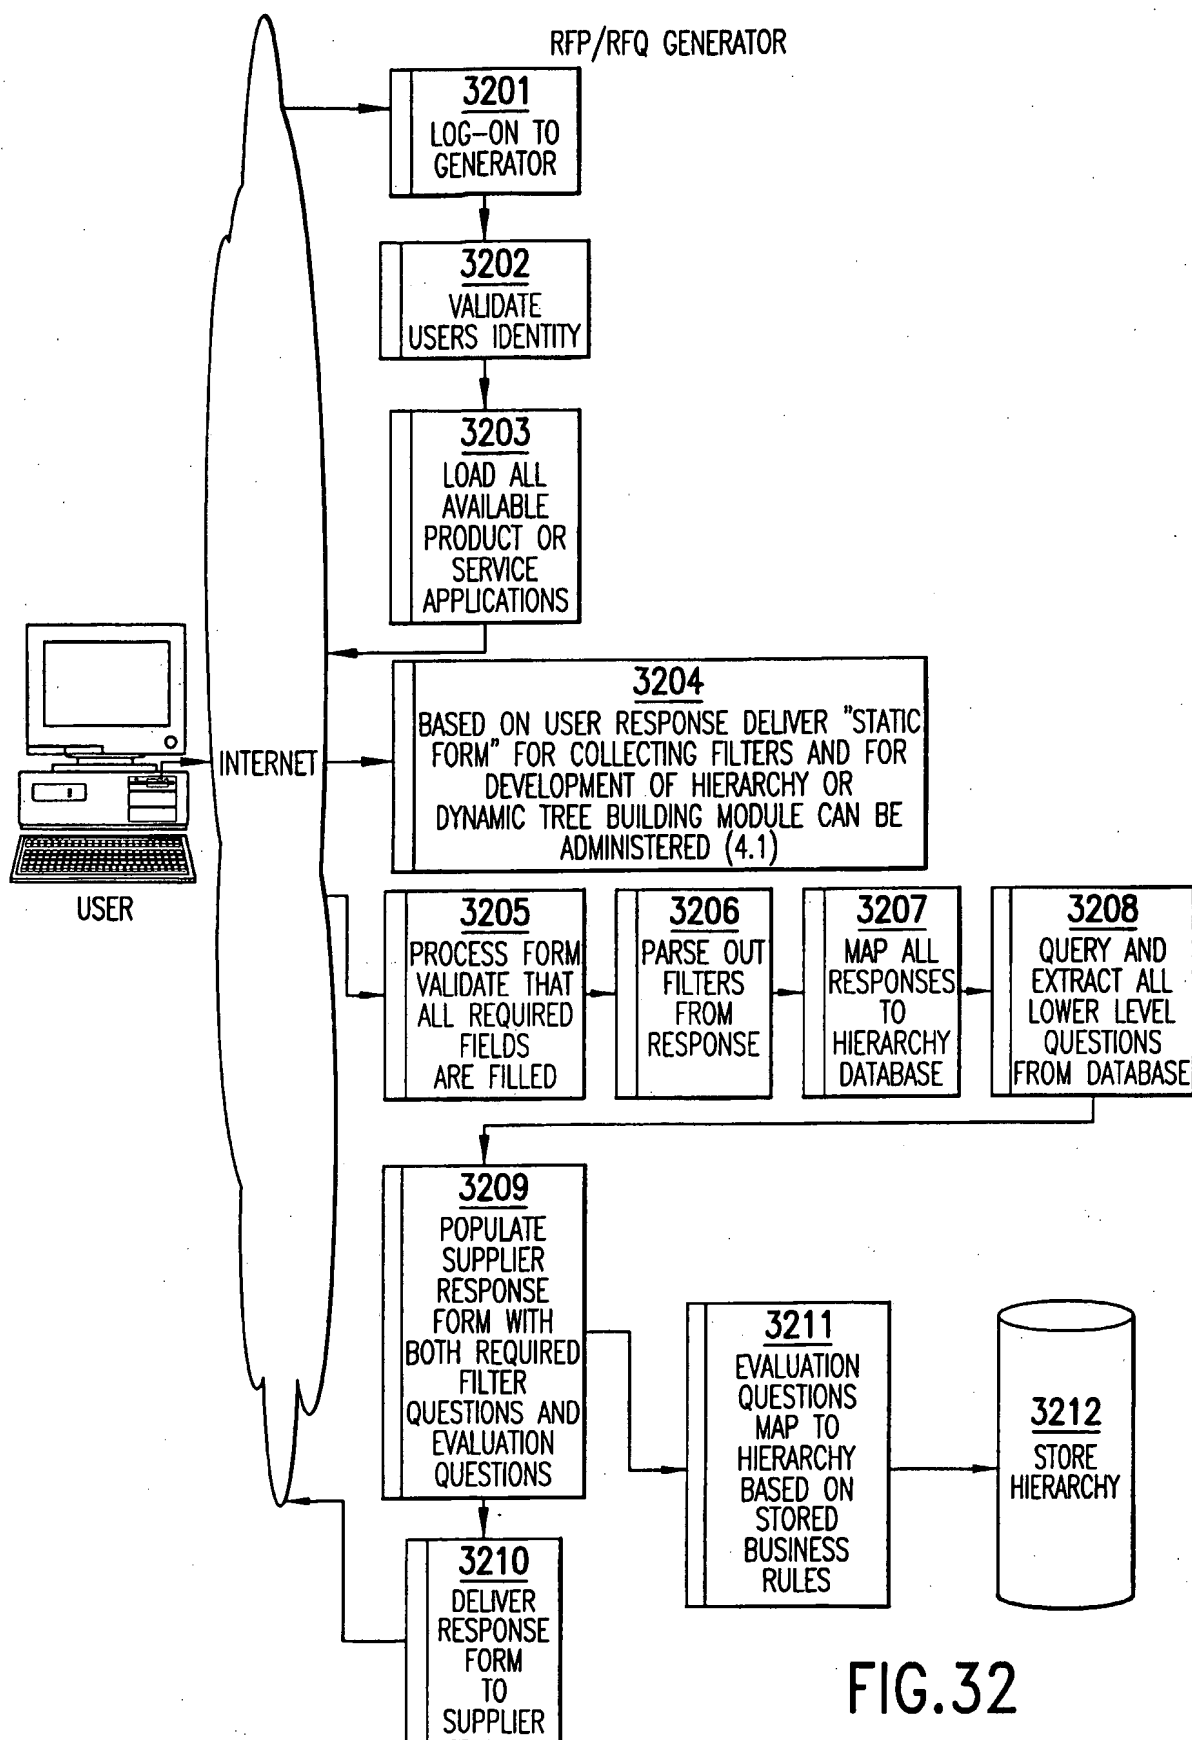 RFP/RFQ GENERATOR
3201
LOG-ON TO
GENERATOR
3202
VALIDATE
USERS IDENTITY
3203
LOAD ALL
AVAILABLE
PRODUCT OR
SERVICE
APPLICATIONS
3204
BASED ON USER RESPONSE DELIVER "STATIC
FORM" FOR COLLECTING FILTERS AND FOR
DEVELOPMENT OF HIERARCHY OR
DYNAMIC TREE BUILDING MODULE CAN BE
ADMINISTERED (4.1)
INTERNET
USER
3205
PROCESS FORM
VALIDATE THAT
ALL REQUIRED
FIELDS
ARE FILLED
3206
PARSE OUT
FILTERS
FROM
RESPONSE
3207
MAP ALL
RESPONSES
TO
HIERARCHY
DATABASE
3208
QUERY AND
EXTRACT ALL
LOWER LEVEL
QUESTIONS
FROM DATABASE
3209
POPULATE
SUPPLIER
RESPONSE
FORM WITH
BOTH REQUIRED
FILTER
QUESTIONS AND
EVALUATION
QUESTIONS
3211
EVALUATION
QUESTIONS
MAP TO
HIERARCHY
BASED ON
STORED
BUSINESS
RULES
3212
STORE
HIERARCHY
3210
DELIVER
RESPONSE
FORM
TO
SUPPLIER
FIG.32